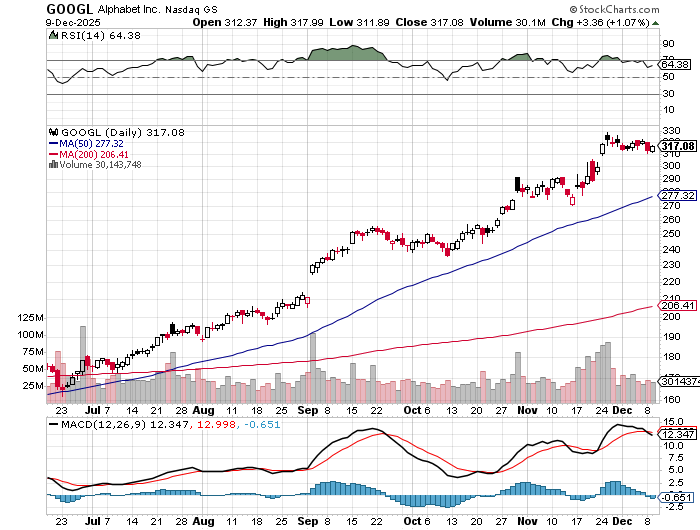 GOOGL Alphabet Inc. Nasdaq GS © StockCharts.com
9-Dec-2025 Open 312.37 High 317.99 Low 311.89 Close 317.08 Volume 30.1M Chg +3.36 (+1.07%)
RSI(14) 64.38
90
70
64.38
50
30
10
GOOGL (Daily) 317.08
MA(50) 277.32
MA(200) 206.41
Volume 30,143,748
330
317.08
310
300
290
280
277.32
270
260
250
240
230
220
210
206.41
200
190
180
170
160
125M
100M
75M
50M
25M
3014374
23 Jul 7 14 21 28 Aug 11 18 25 Sep 8 15 22 Oct 6 13 20 27 Nov 10 17 24 Dec 8
MACD(12,26,9) 12.347, 12.998, -0.651
15.0
12.347
10.0
7.5
5.0
2.5
-0.651
-2.5
23 Jul 7 14 21 28 Aug 11 18 25 Sep 8 15 22 Oct 6 13 20 27 Nov 10 17 24 Dec 8